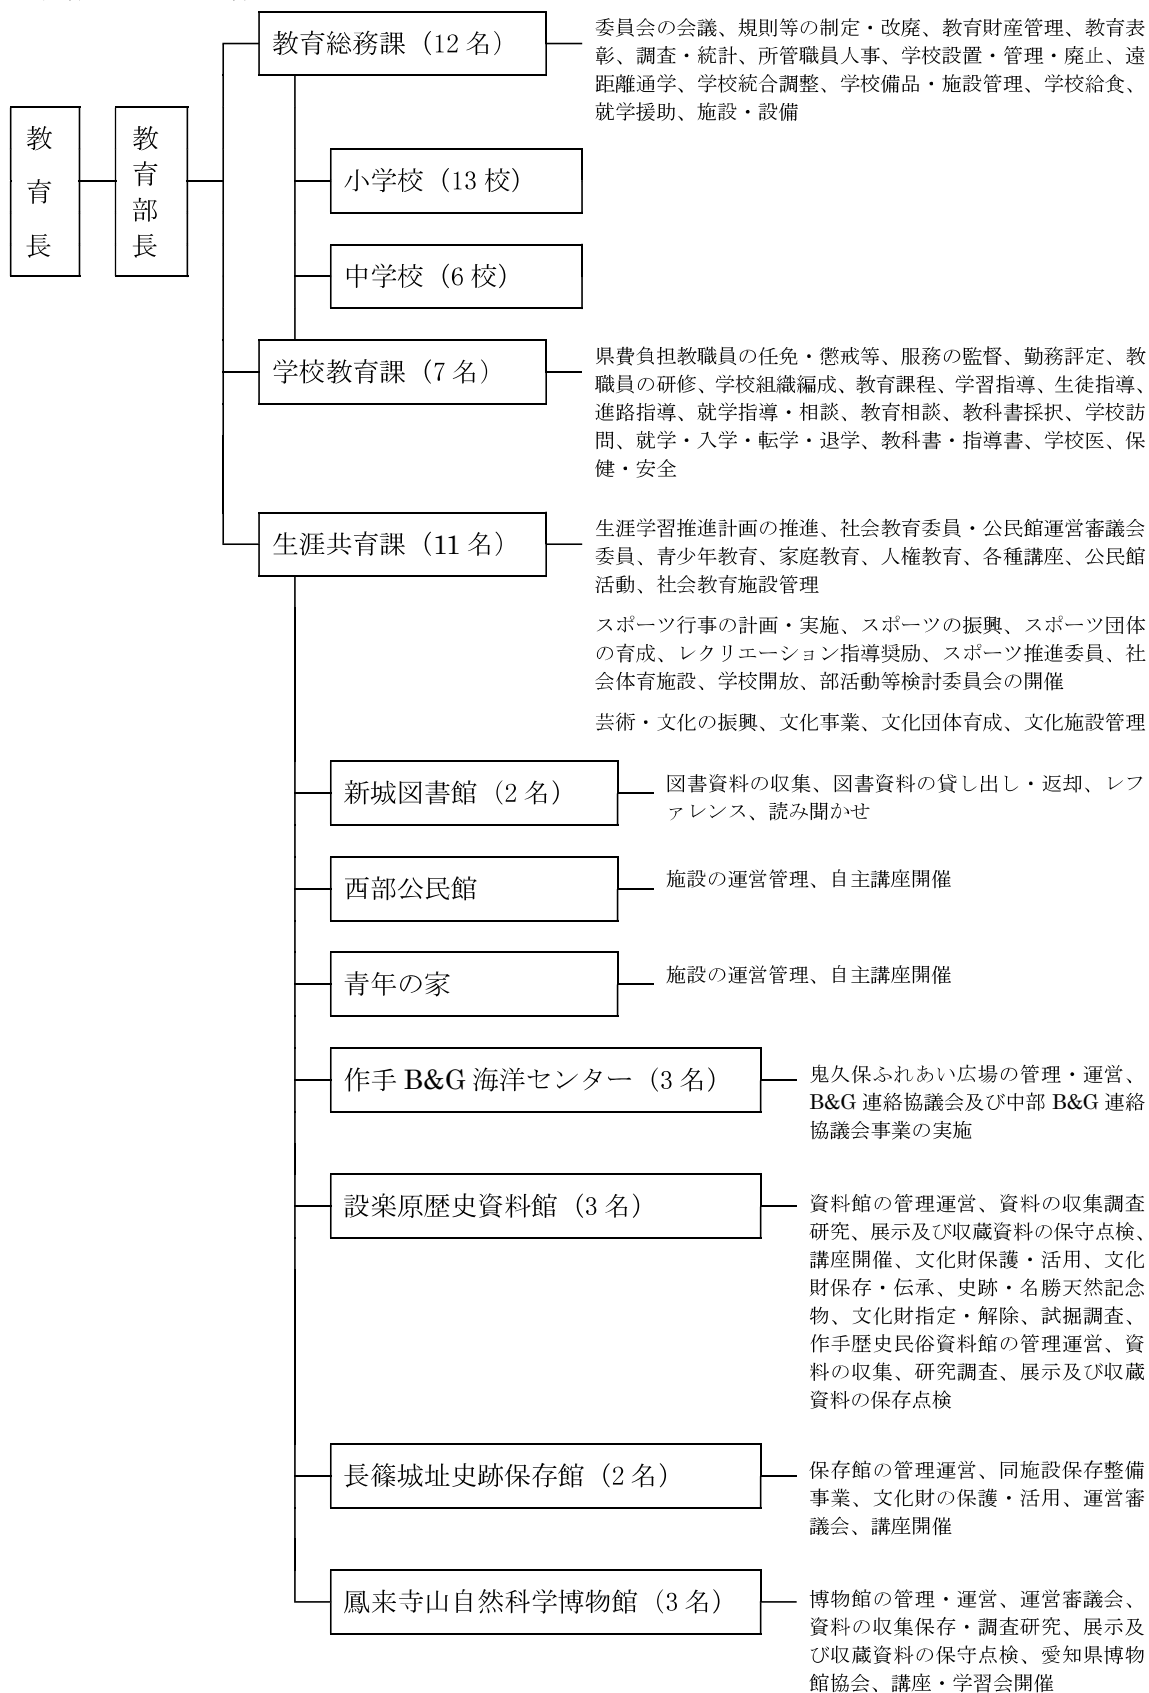 教育長
教育部長
教育総務課（12 名）
委員会の会議、規則等の制定・改廃、教育財産管理、教育表
彰、調査・統計、所管職員人事、学校設置・管理・廃止、遠
距離通学、学校統合調整、学校備品・施設管理、学校給食、
就学援助、施設・設備
小学校（13 校）
中学校（6 校）
学校教育課（7 名）
県費負担教職員の任免・懲戒等、服務の監督、勤務評定、教
職員の研修、学校組織編成、教育課程、学習指導、生徒指導、
進路指導、就学指導・相談、教育相談、教科書採択、学校訪
問、就学・入学・転学・退学、教科書・指導書、学校医、保
健・安全
生涯共育課（11 名）
生涯学習推進計画の推進、社会教育委員・公民館運営審議会
委員、青少年教育、家庭教育、人権教育、各種講座、公民館
活動、社会教育施設管理
スポーツ行事の計画・実施、スポーツの振興、スポーツ団体
の育成、レクリエーション指導奨励、スポーツ推進委員、社
会体育施設、学校開放、部活動等検討委員会の開催
芸術・文化の振興、文化事業、文化団体育成、文化施設管理
新城図書館（2 名）
図書資料の収集、図書資料の貸し出し・返却、レフ
ァレンス、読み聞かせ
西部公民館
施設の運営管理、自主講座開催
青年の家
施設の運営管理、自主講座開催
作手 B&G 海洋センター（3 名）
鬼久保ふれあい広場の管理・運営、
B&G 連絡協議会及び中部 B&G 連絡
協議会事業の実施
設楽原歴史資料館（3 名）
資料館の管理運営、資料の収集調査
研究、展示及び収蔵資料の保守点検、
講座開催、文化財保護・活用、文化
財保存・伝承、史跡・名勝天然記念
物、文化財指定・解除、試掘調査、
作手歴史民俗資料館の管理運営、資
料の収集、研究調査、展示及び収蔵
資料の保存点検
長篠城址史跡保存館（2 名）
保存館の管理運営、同施設保存整備
事業、文化財の保護・活用、運営審
議会、講座開催
鳳来寺山自然科学博物館（3 名）
博物館の管理・運営、運営審議会、
資料の収集保存・調査研究、展示及
び収蔵資料の保守点検、愛知県博物
館協会、講座・学習会開催